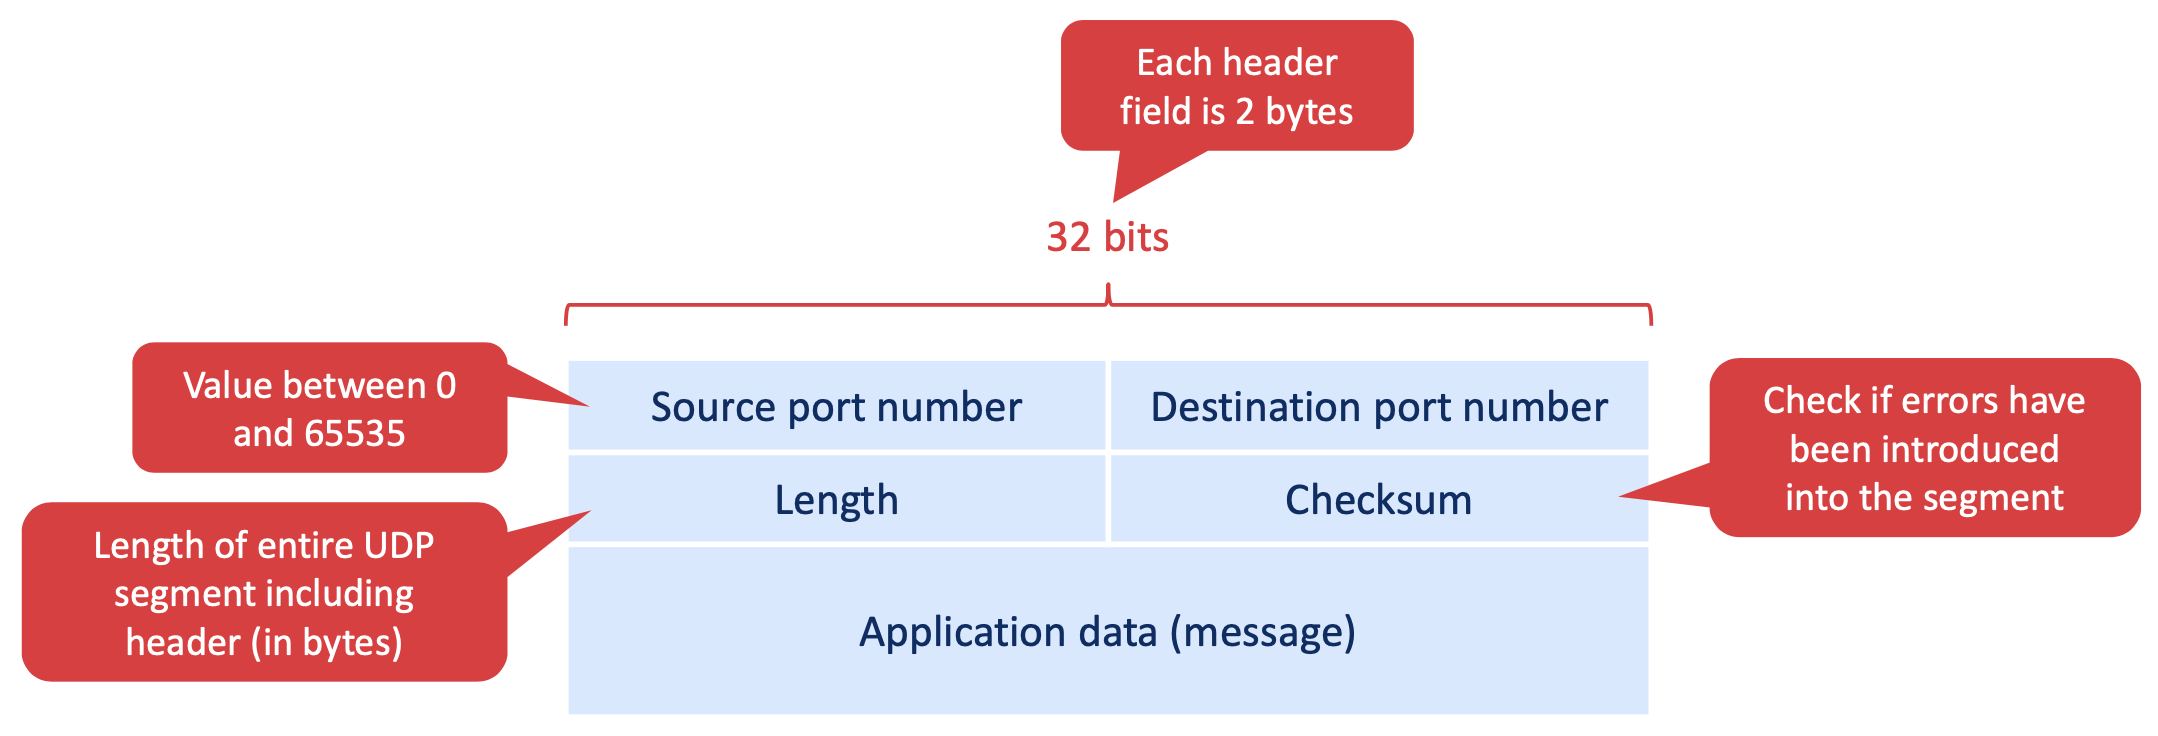 Each header
field is 2 bytes
32 bits
Value between 0
and 65535
Source port number
Destination port number
Check if errors have
been introduced
into the segment
Length
Checksum
Length of entire UDP
segment including
header (in bytes)
Application data (message)